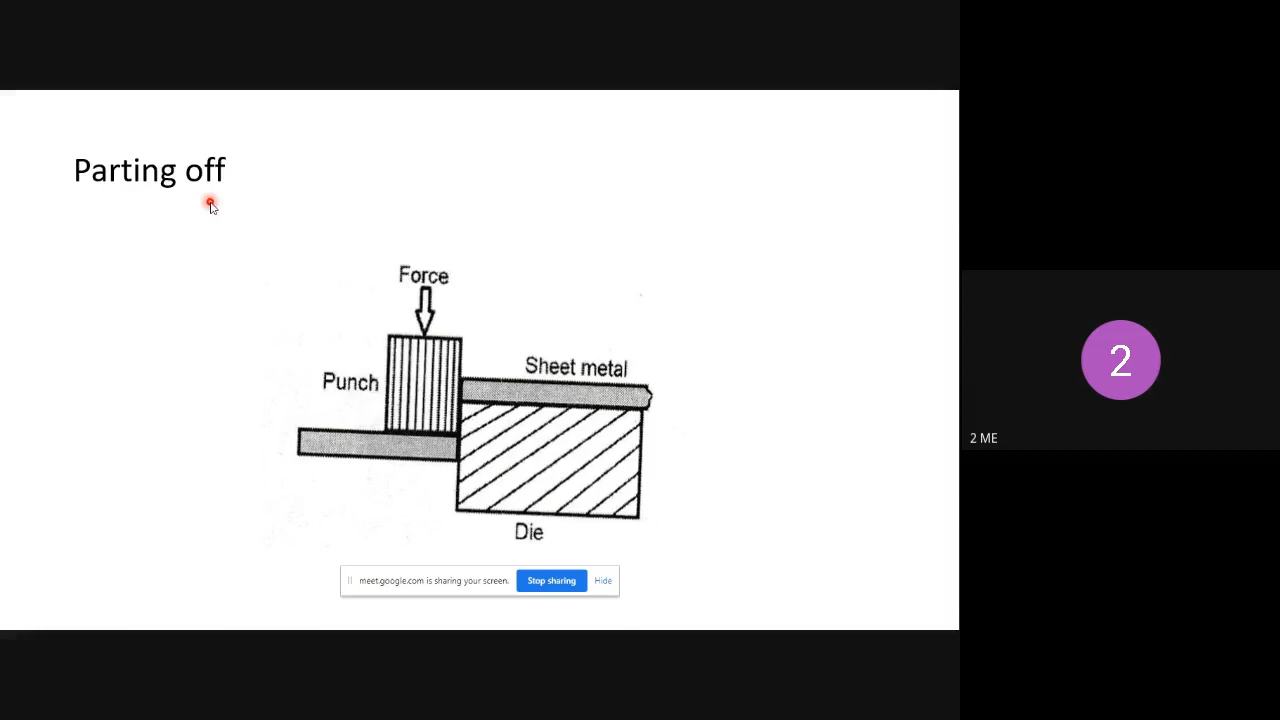 Parting off
Force
Sheet metal
Punch
Die
meet.google.com is sharing your screen. Stop sharing Hide
2
2 ME